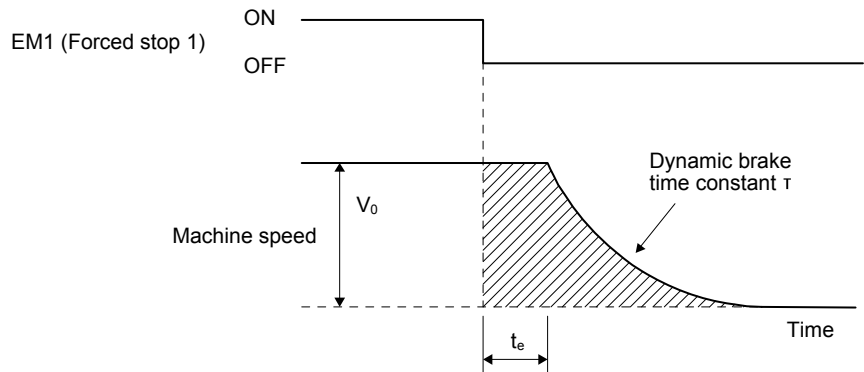 ON
EM1 (Forced stop 1)
OFF
Dynamic brake
time constant τ
V₀
Machine speed
Time
tₑ